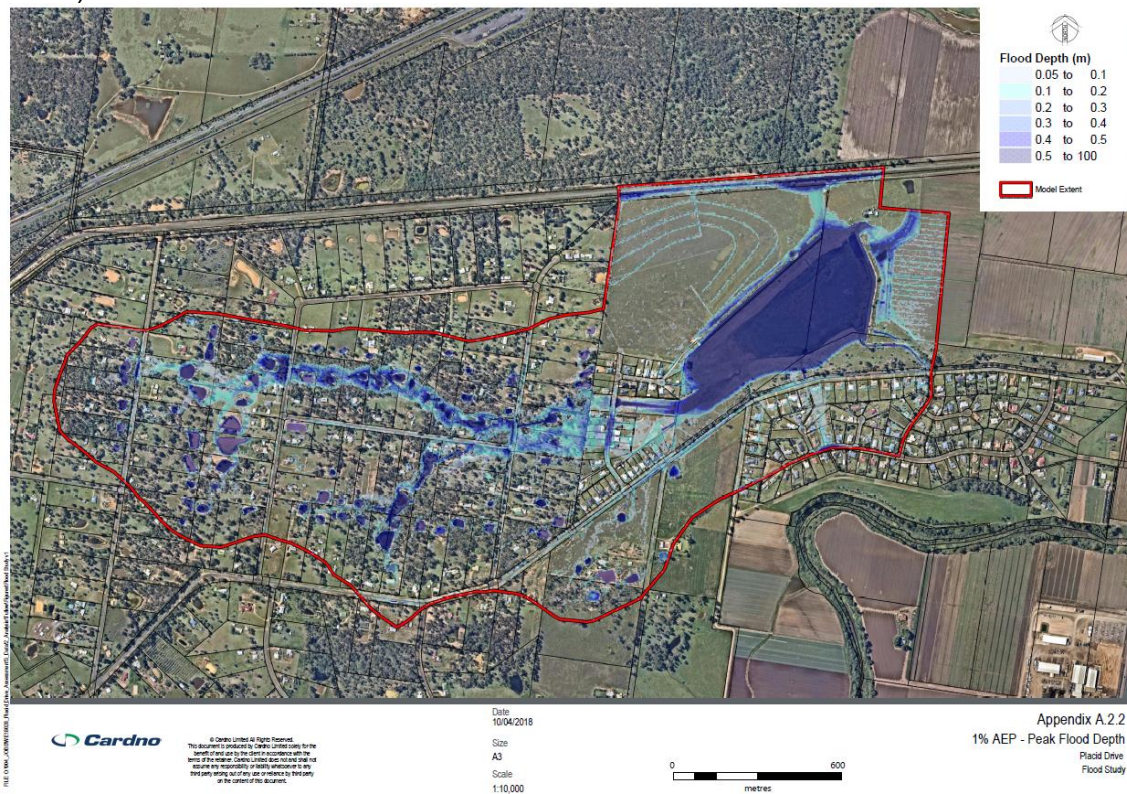 Flood Depth (m)
0.05 to 0.1
0.1 to 0.2
0.2 to 0.3
0.3 to 0.4
0.4 to 0.5
0.5 to 100
Model Extent
Cardno
© Cardno Limited All Rights Reserved.
This document is produced by Cardno Limited solely for the
benefit of and use by the client in accordance with the
terms of the retainer. Cardno Limited does not and shall not
assume any responsibility or liability whatsoever to any
third party arising out of any use or reliance by third party
on the content of this document.
Date
10/04/2018
Size
A3
Scale
1:10,000
0 600
metres
Appendix A.2.2
1% AEP - Peak Flood Depth
Placid Drive
Flood Study